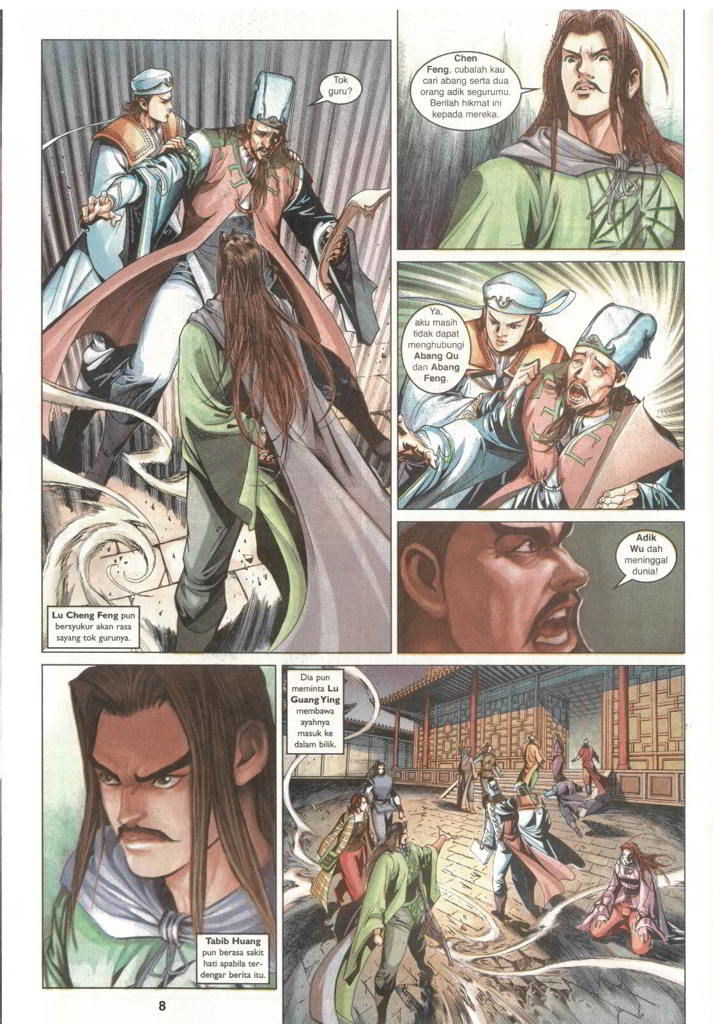 Tok
guru?
Lu Cheng Feng pun
bersyukur akan rasa
sayang tok gurunya.
Chen
Feng, cubalah kau
cari abang serta dua
orang adik segurumu.
Berilah hikmat ini
kepada mereka.
Ya,
aku masih
tidak dapat
menghubungi
Abang Qu
dan Abang
Feng.
Adik
Wu dah
meninggal
dunia!
Tabib Huang
pun berasa sakit
hati apabila ter-
dengar berita itu.
Dia pun
meminta Lu
Guang Ying
membawa
ayahnya
masuk ke
dalam bilik.
8